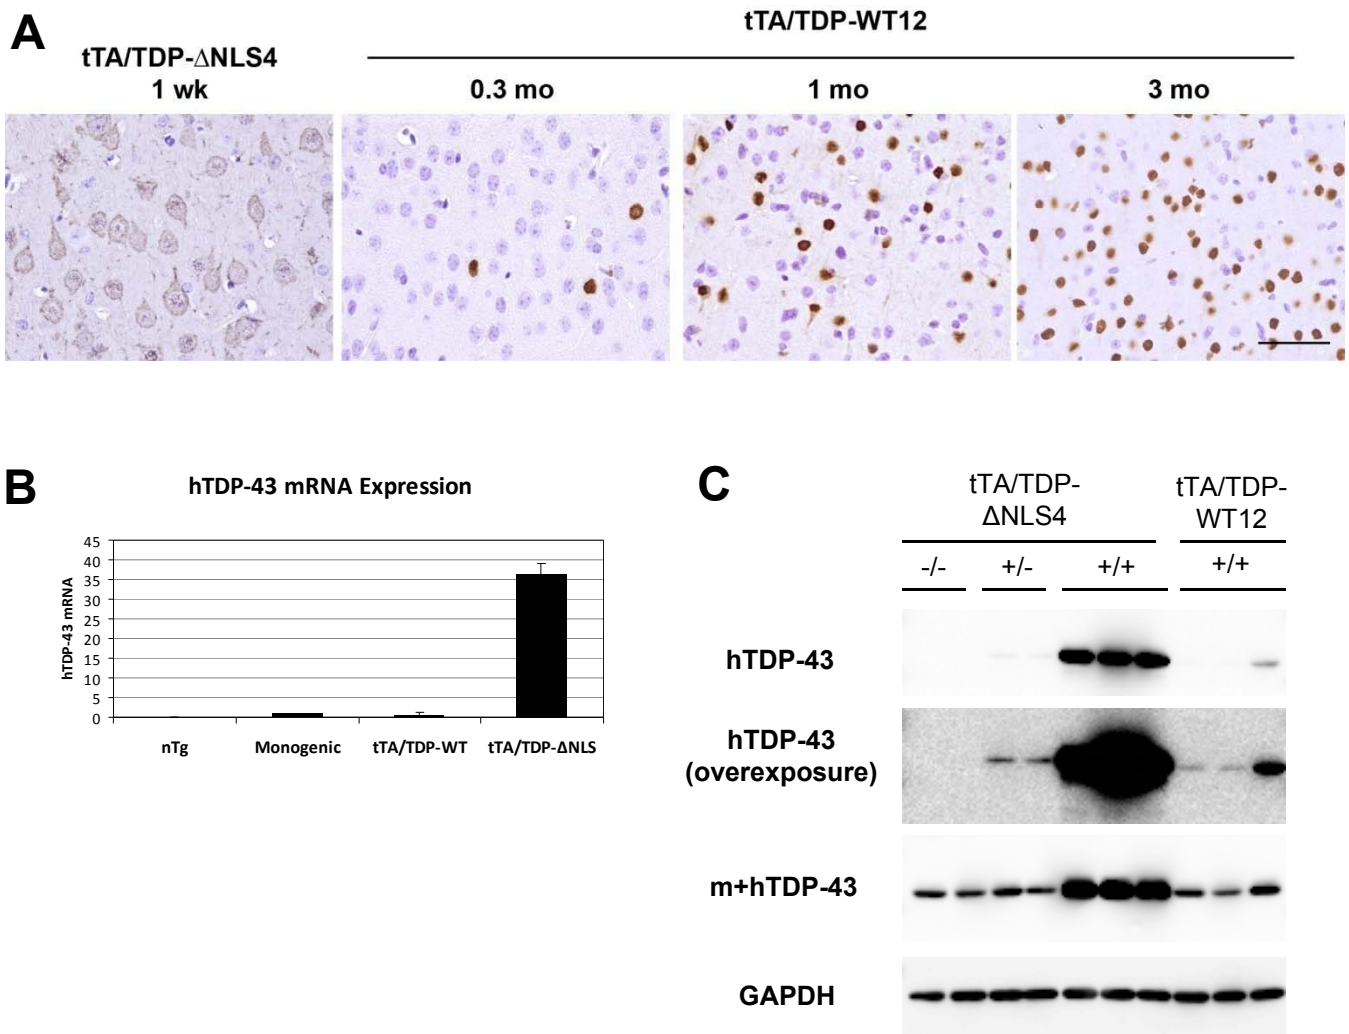 A
tTA/TDP-WT12
tTA/TDP-ΔNLS4
1 wk
0.3 mo
1 mo
3 mo
B
hTDP-43 mRNA Expression
hTDP-43 mRNA
45
40
35
30
25
20
15
10
5
0
nTg
Monogenic
tTA/TDP-WT
tTA/TDP-ΔNLS
C
tTA/TDP-
ΔNLS4
tTA/TDP-
WT12
-/-
+/-
+/+
+/+
hTDP-43
hTDP-43
(overexposure)
m+hTDP-43
GAPDH